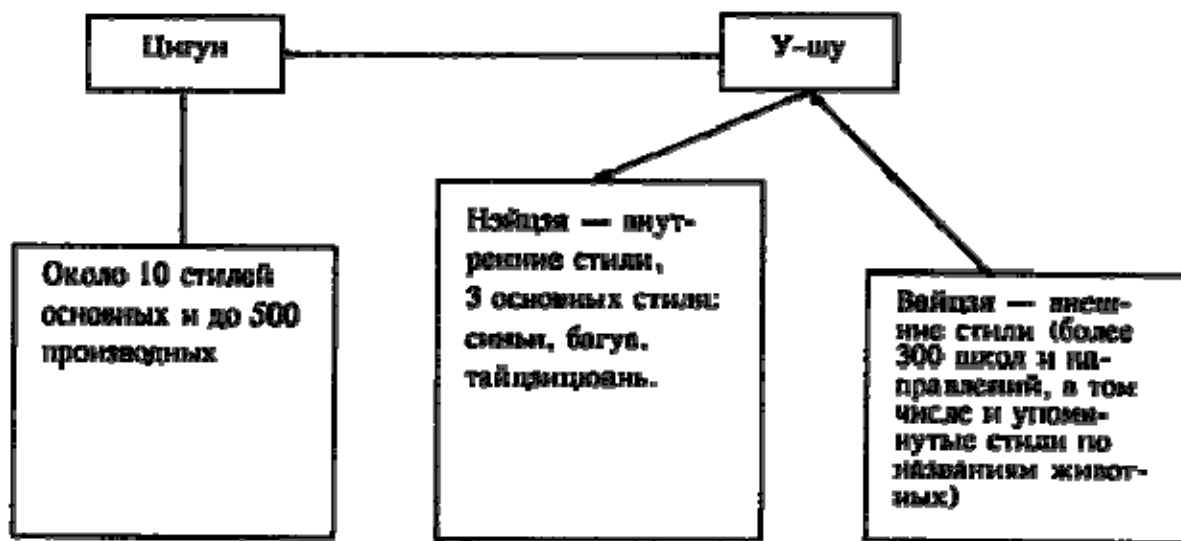 Цигун
У-шу
Около 10 стилей
основных и до 500
производных
Нэйцзя — внут-
ренние стили,
3 основных стиля:
синьи, багуа,
тайцзицюань.
Вайцзя — внеш-
ние стили (более
300 школ и на-
правлений, в том
числе и упомя-
нутые стили по
названиям живот-
ных)